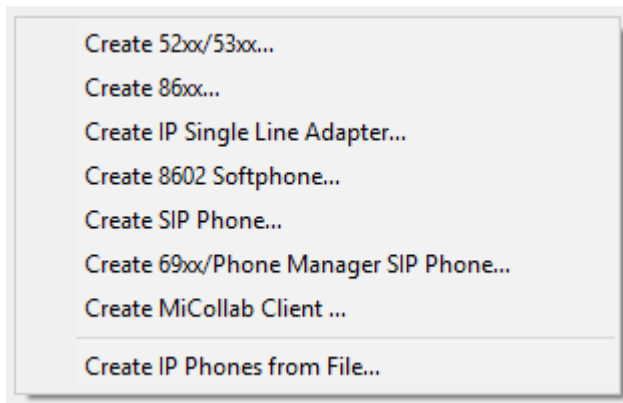 Create 52xx/53xx...
Create 86xx...
Create IP Single Line Adapter...
Create 8602 Softphone...
Create SIP Phone...
Create 69xx/Phone Manager SIP Phone...
Create MiCollab Client ...
Create IP Phones from File...